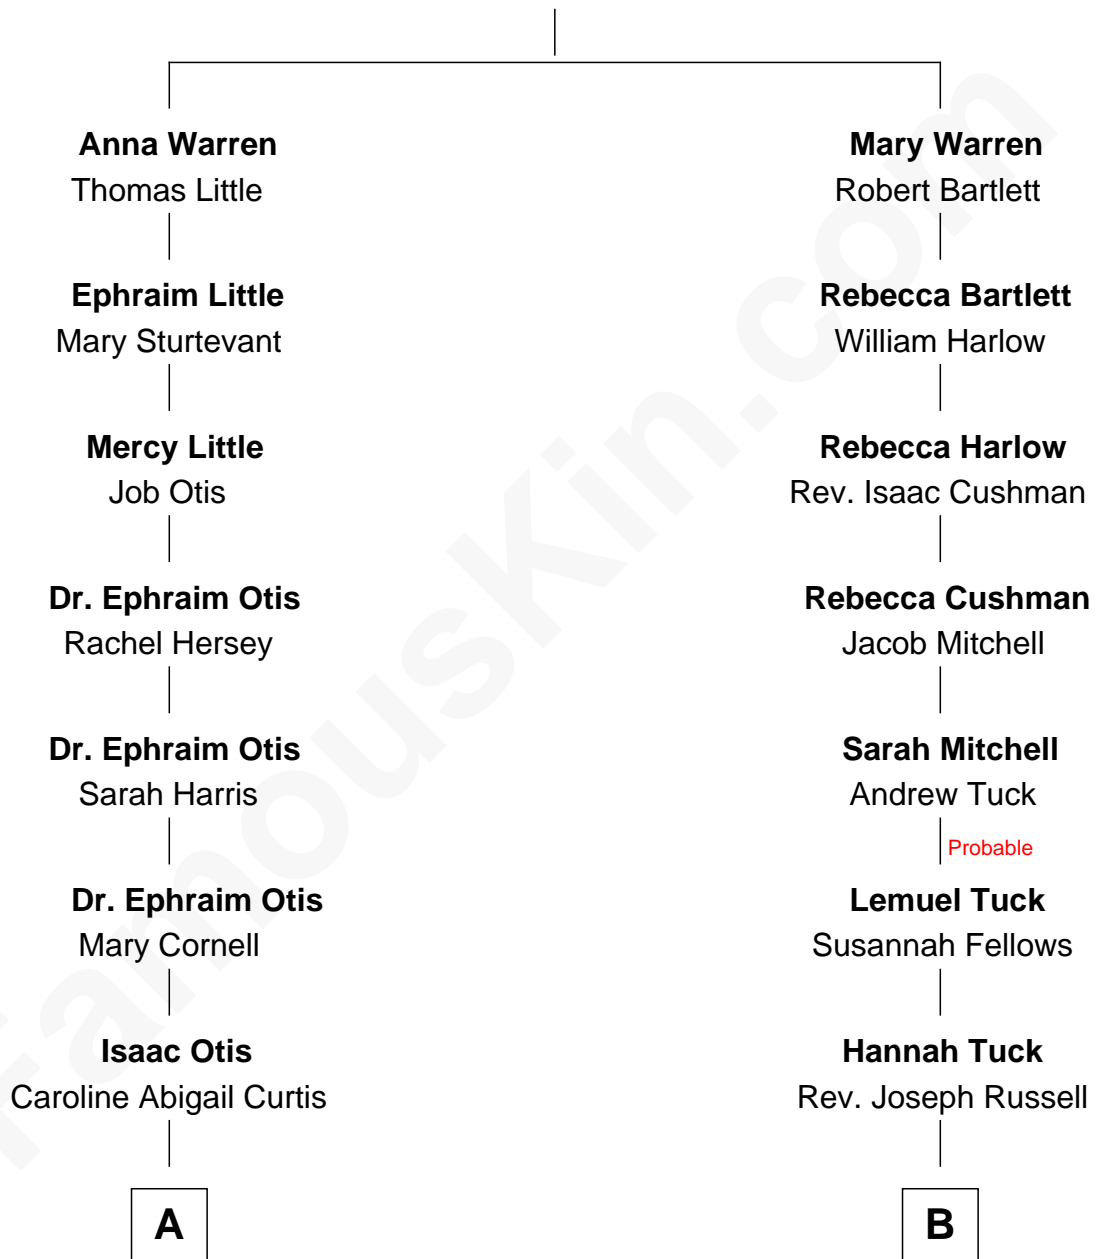 Anna Warren
Thomas Little
Ephraim Little
Mary Sturtevant
Mercy Little
Job Otis
Dr. Ephraim Otis
Rachel Hersey
Dr. Ephraim Otis
Sarah Harris
Dr. Ephraim Otis
Mary Cornell
Isaac Otis
Caroline Abigail Curtis
A
Mary Warren
Robert Bartlett
Rebecca Bartlett
William Harlow
Rebecca Harlow
Rev. Isaac Cushman
Rebecca Cushman
Jacob Mitchell
Sarah Mitchell
Andrew Tuck
Probable
Lemuel Tuck
Susannah Fellows
Hannah Tuck
Rev. Joseph Russell
B
FamousKin.com